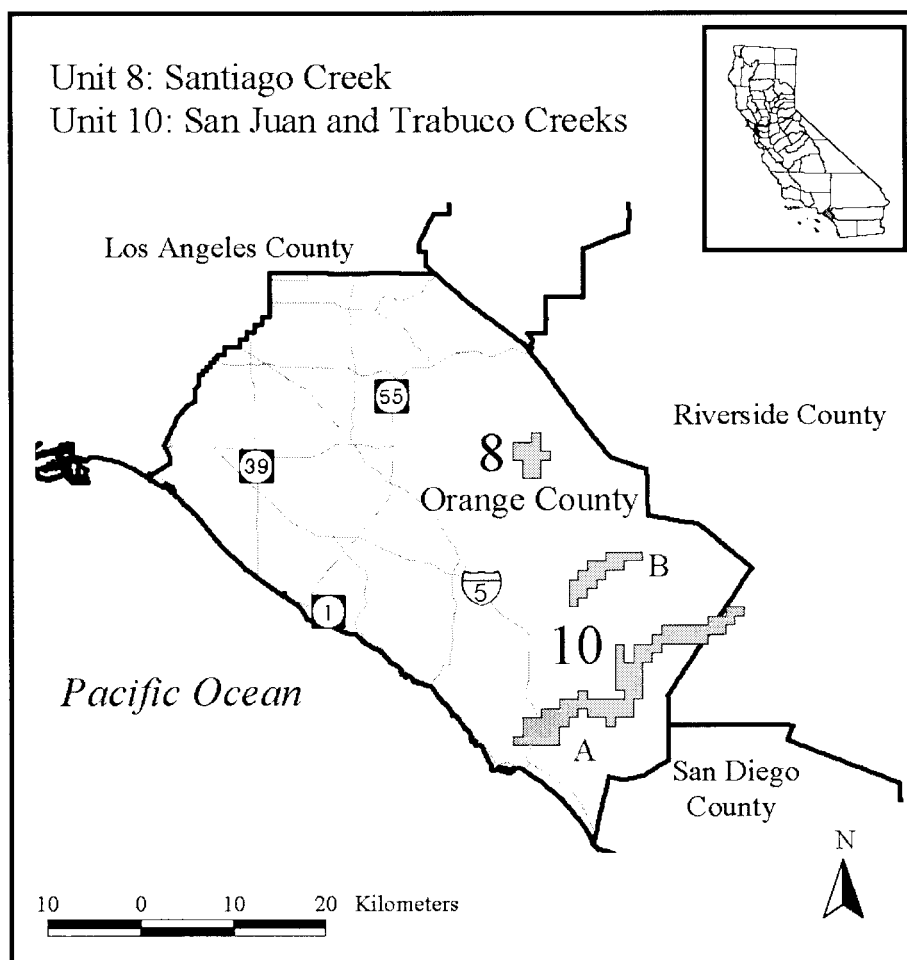 Unit 8: Santiago Creek
Unit 10: San Juan and Trabuco Creeks
Los Angeles County
55
Riverside County
39
8
Orange County
B
5
1
10
Pacific Ocean
A
San Diego
County
N
10 0 10 20 Kilometers